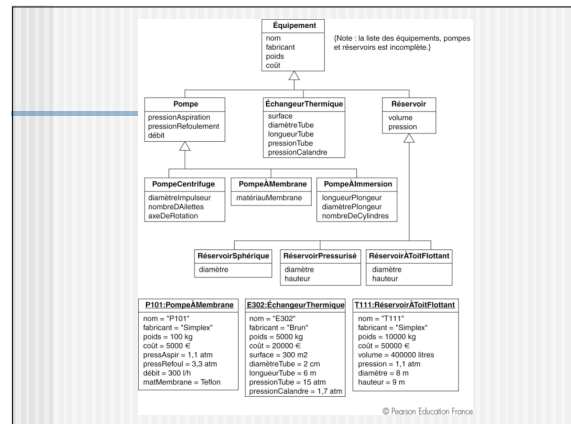 Équipement
nom
fabricant
poids
coût
{Note : la liste des équipements, pompes
et réservoirs est incomplète.}
Pompe
pressionAspiration
pressionRefoulement
débit
ÉchangeurThermique
surface
diamètreTube
longueurTube
pressionTube
pressionCalandre
Réservoir
volume
pression
PompeCentrifuge
diamètreImpulseur
nombreDAilettes
axeDeRotation
PompeÀMembrane
matériauMembrane
PompeÀImmersion
longueurPlongeur
diamètrePlongeur
nombreDeCylindres
RéservoirSphérique
diamètre
RéservoirPressurisé
diamètre
hauteur
RéservoirÀToitFlottant
diamètre
hauteur
P101:PompeÀMembrane
nom = "P101"
fabricant = "Simplex"
poids = 100 kg
coût = 5000 €
pressAspir = 1,1 atm
pressRefoul = 3,3 atm
débit = 300 l/h
matMembrane = Teflon
E302:ÉchangeurThermique
nom = "E302"
fabricant = "Brun"
poids = 5000 kg
coût = 20000 €
surface = 300 m2
diamètreTube = 2 cm
longueurTube = 6 m
pressionTube = 15 atm
pressionCalandre = 1,7 atm
T111:RéservoirÀToitFlottant
nom = "T111"
fabricant = "Simplex"
poids = 10000 kg
coût = 50000 €
volume = 400000 litres
pression = 1,1 atm
diamètre = 8 m
hauteur = 9 m
© Pearson Education France